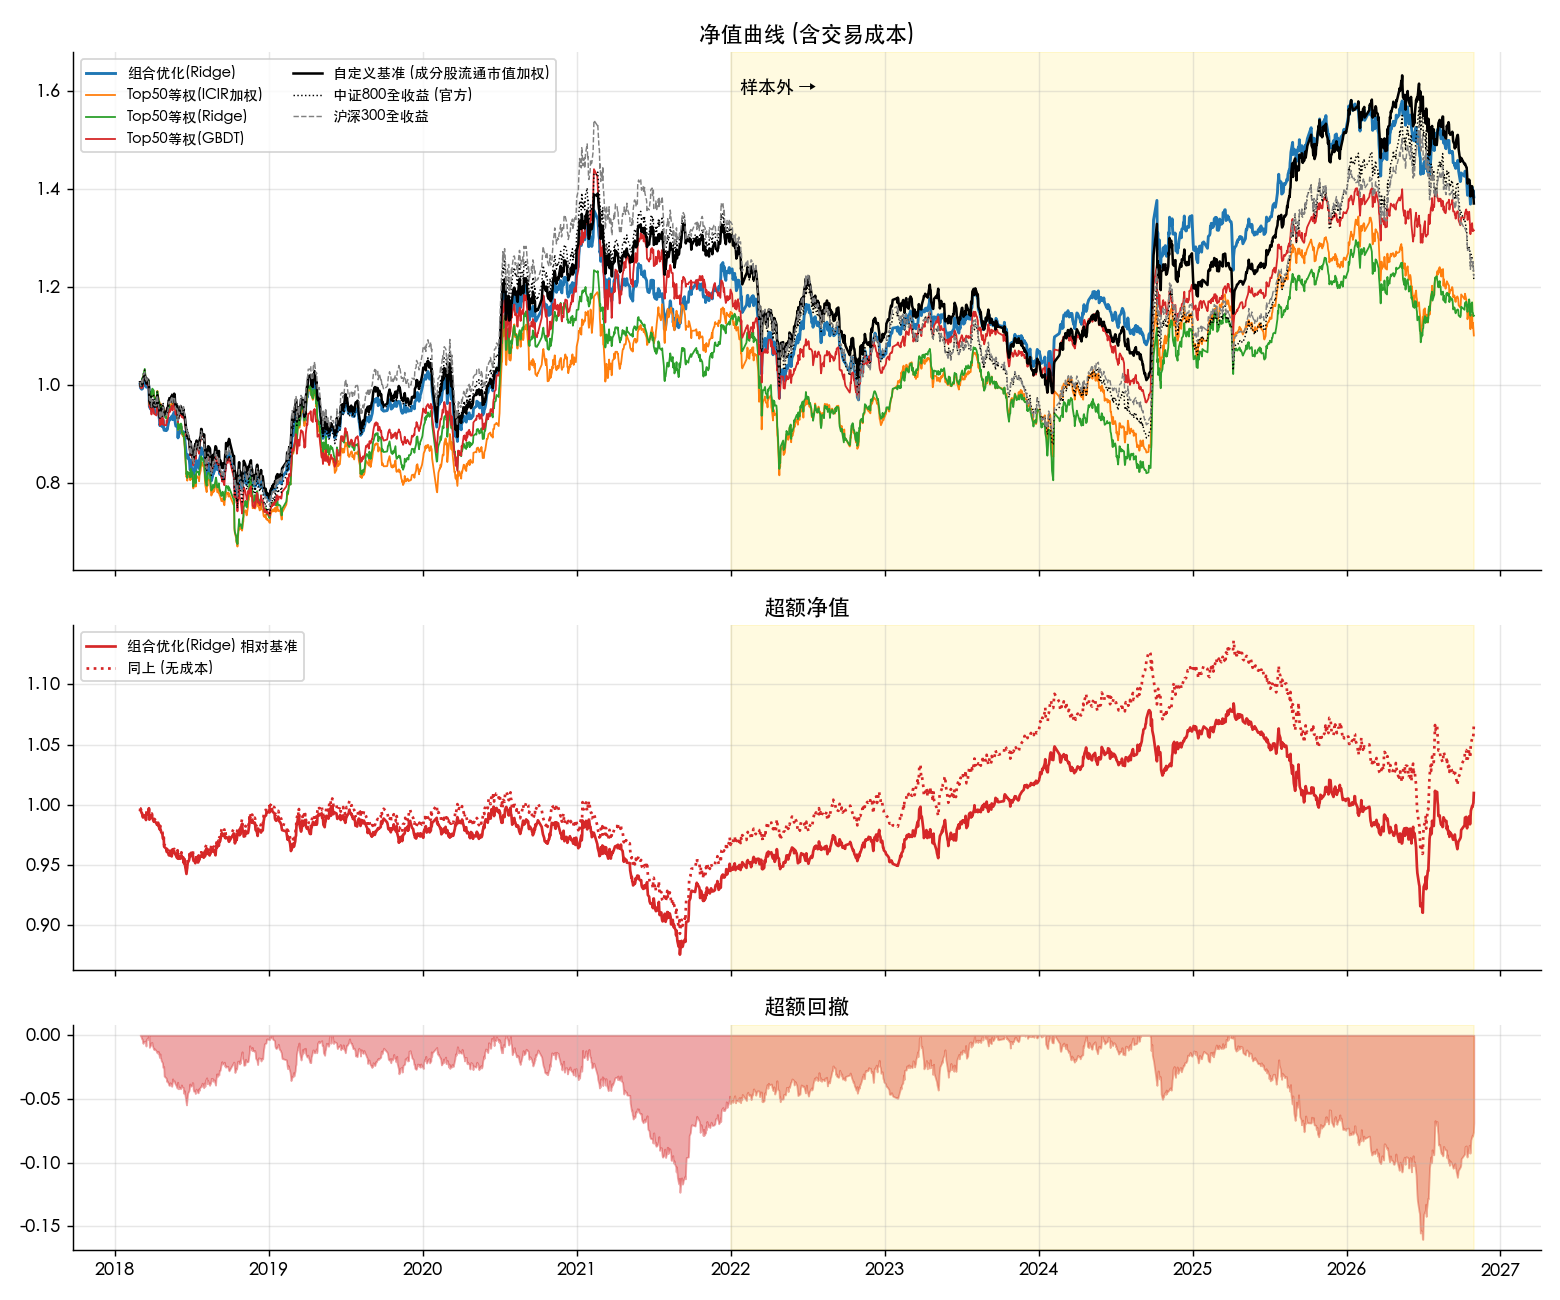 净值曲线 (含交易成本)
组合优化(Ridge)
Top50等权(ICIR加权)
Top50等权(Ridge)
Top50等权(GBDT)
自定义基准 (成分股流通市值加权)
中证800全收益 (官方)
沪深300全收益
样本外 →
1.6
1.4
1.2
1.0
0.8
超额净值
组合优化(Ridge) 相对基准
同上 (无成本)
1.10
1.05
1.00
0.95
0.90
超额回撤
0.00
-0.05
-0.10
-0.15
2018 2019 2020 2021 2022 2023 2024 2025 2026 2027